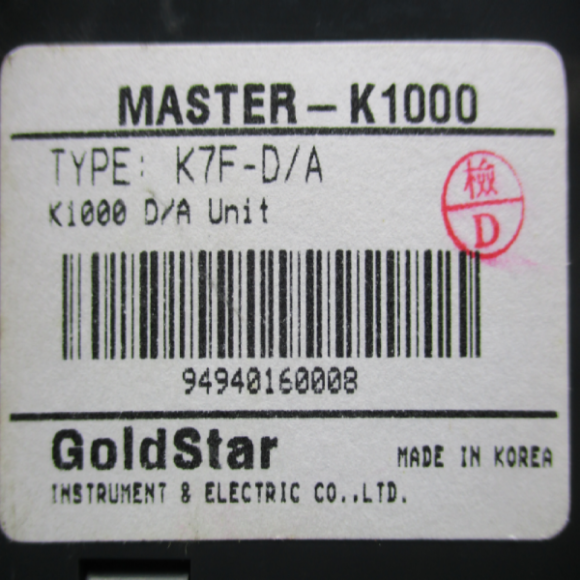 MASTER-K1000
TYPE: K7F-D/A
K1000 D/A Unit
檢
D
94940160008
GoldStar
MADE IN KOREA
INSTRUMENT & ELECTRIC CO.,LTD.